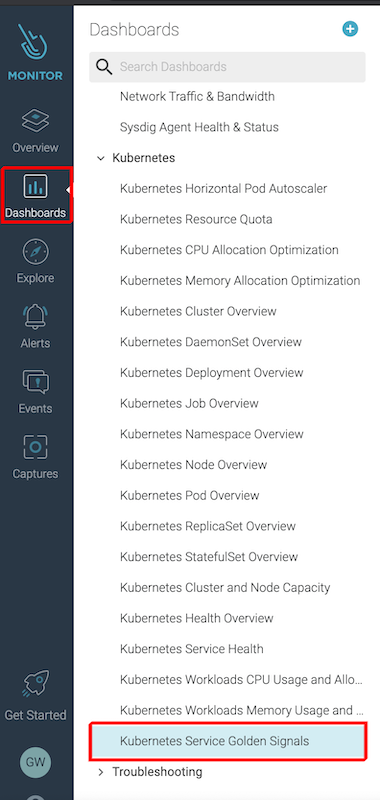 MONITOR
Overview
Dashboards
Explore
Alerts
Events
Captures
Get Started
GW
Dashboards
Search Dashboards
Network Traffic & Bandwidth
Sysdig Agent Health & Status
Kubernetes
Kubernetes Horizontal Pod Autoscaler
Kubernetes Resource Quota
Kubernetes CPU Allocation Optimization
Kubernetes Memory Allocation Optimization
Kubernetes Cluster Overview
Kubernetes DaemonSet Overview
Kubernetes Deployment Overview
Kubernetes Job Overview
Kubernetes Namespace Overview
Kubernetes Node Overview
Kubernetes Pod Overview
Kubernetes ReplicaSet Overview
Kubernetes StatefulSet Overview
Kubernetes Cluster and Node Capacity
Kubernetes Health Overview
Kubernetes Service Health
Kubernetes Workloads CPU Usage and Allo...
Kubernetes Workloads Memory Usage and ...
Kubernetes Service Golden Signals
Troubleshooting